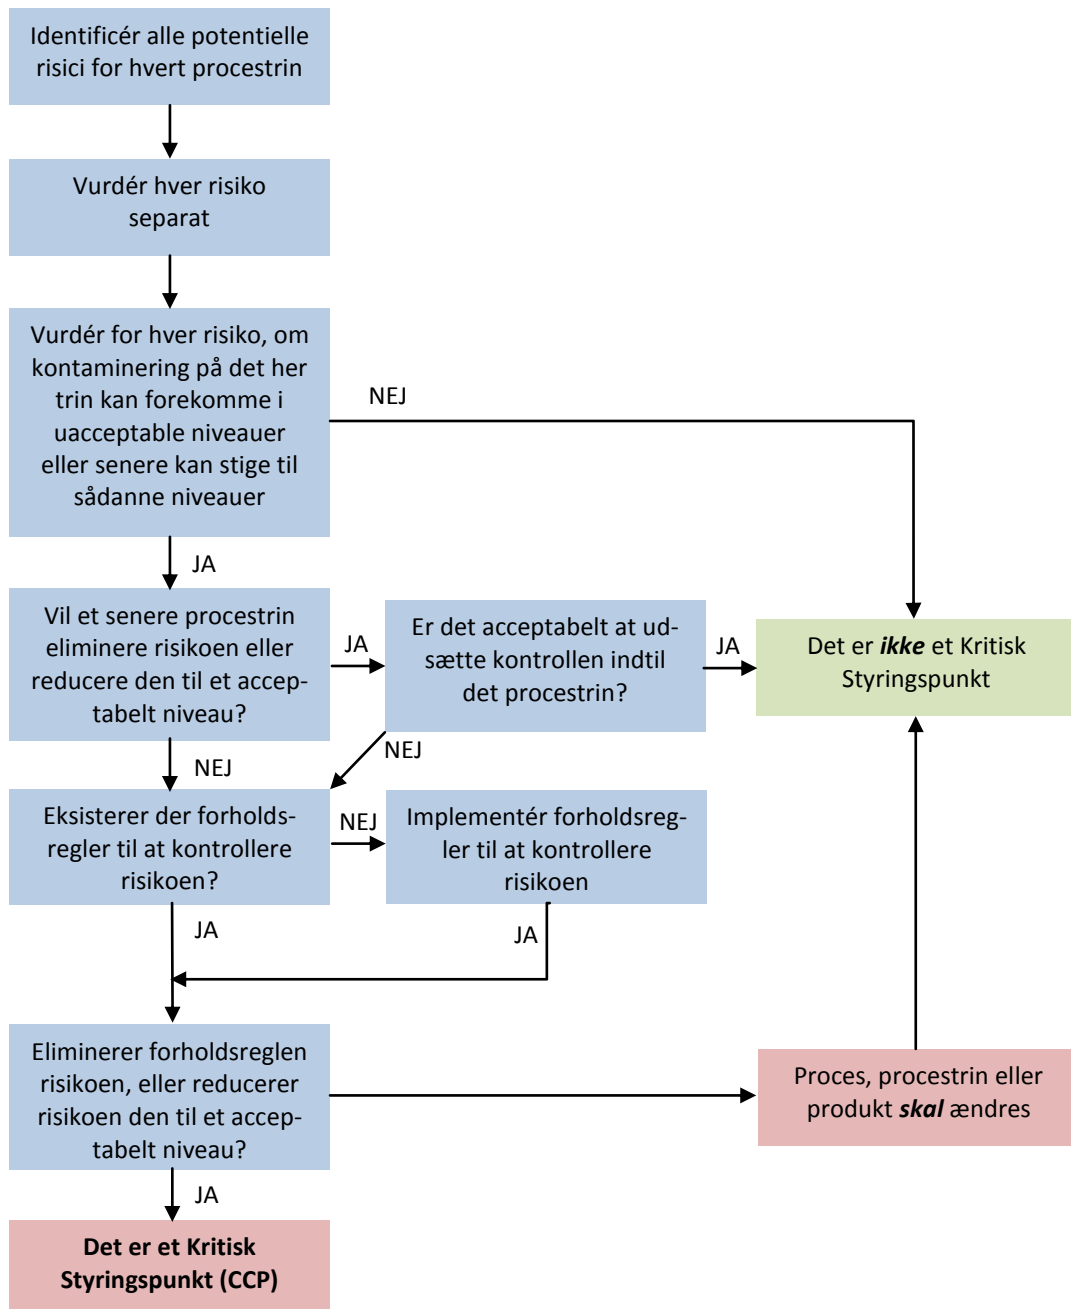 Identificér alle potentielle
risici for hvert procestrin
Vurdér hver risiko
separat
Vurdér for hver risiko, om
kontaminering på det her
trin kan forekomme i
uacceptable niveauer
eller senere kan stige til
sådanne niveauer
NEJ
JA
Vil et senere procestrin
eliminere risikoen eller
reducere den til et accep-
tabelt niveau?
JA
Er det acceptabelt at ud-
sætte kontrollen indtil
det procestrin?
JA
Det er ikke et Kritisk
Styringspunkt
NEJ
NEJ
Eksisterer der forholds-
regler til at kontrollere
risikoen?
NEJ
Implementér forholdsreg-
ler til at kontrollere
risikoen
JA
JA
Eliminerer forholdsreglen
risikoen, eller reducerer
risikoen den til et accep-
tabelt niveau?
Proces, procestrin eller
produkt skal ændres
JA
Det er et Kritisk
Styringspunkt (CCP)